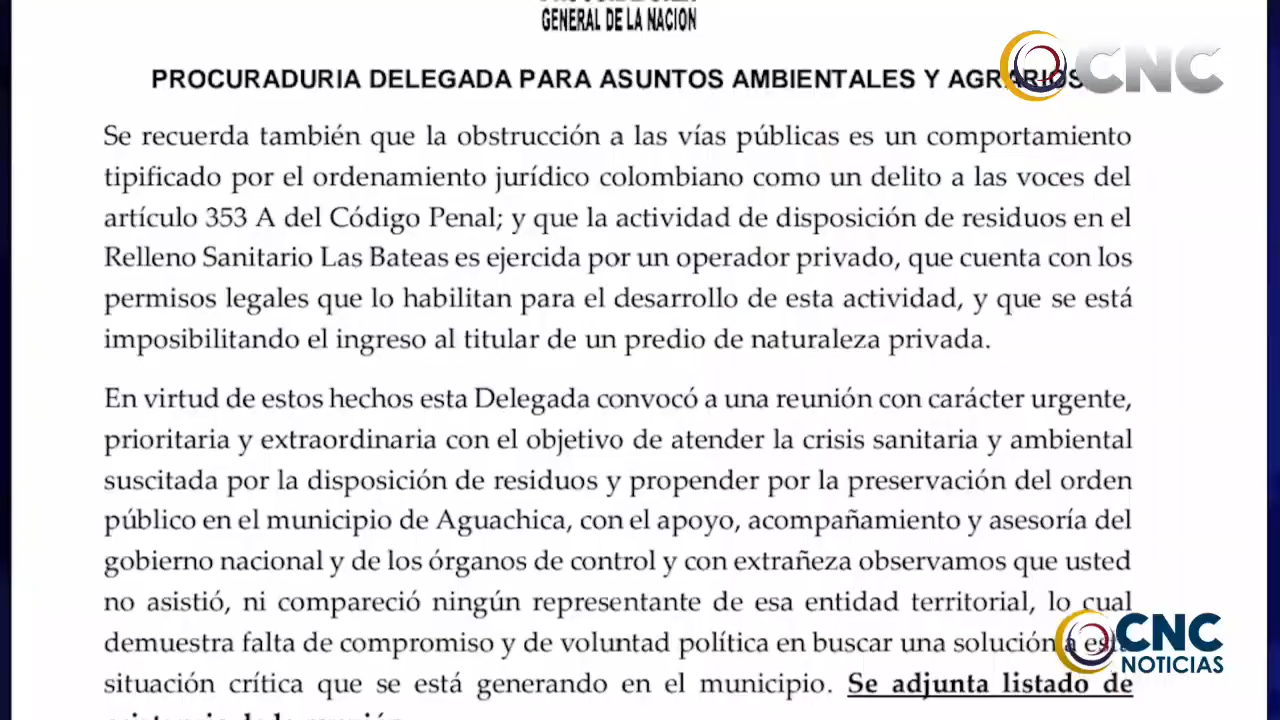 GENERAL DE LA NACION
CNC
PROCURADURIA DELEGADA PARA ASUNTOS AMBIENTALES Y AGRARIOS
Se recuerda también que la obstrucción a las vías públicas es un comportamiento
tipificado por el ordenamiento jurídico colombiano como un delito a las voces del
artículo 353 A del Código Penal; y que la actividad de disposición de residuos en el
Relleno Sanitario Las Bateas es ejercida por un operador privado, que cuenta con los
permisos legales que lo habilitan para el desarrollo de esta actividad, y que se está
imposibilitando el ingreso al titular de un predio de naturaleza privada.
En virtud de estos hechos esta Delegada convocó a una reunión con carácter urgente,
prioritaria y extraordinaria con el objetivo de atender la crisis sanitaria y ambiental
suscitada por la disposición de residuos y propender por la preservación del orden
público en el municipio de Aguachica, con el apoyo, acompañamiento y asesoría del
gobierno nacional y de los órganos de control y con extrañeza observamos que usted
no asistió, ni compareció ningún representante de esa entidad territorial, lo cual
demuestra falta de compromiso y de voluntad política en buscar una solución a
situación crítica que se está generando en el municipio. Se adjunta listado de
CNC
NOTICIAS